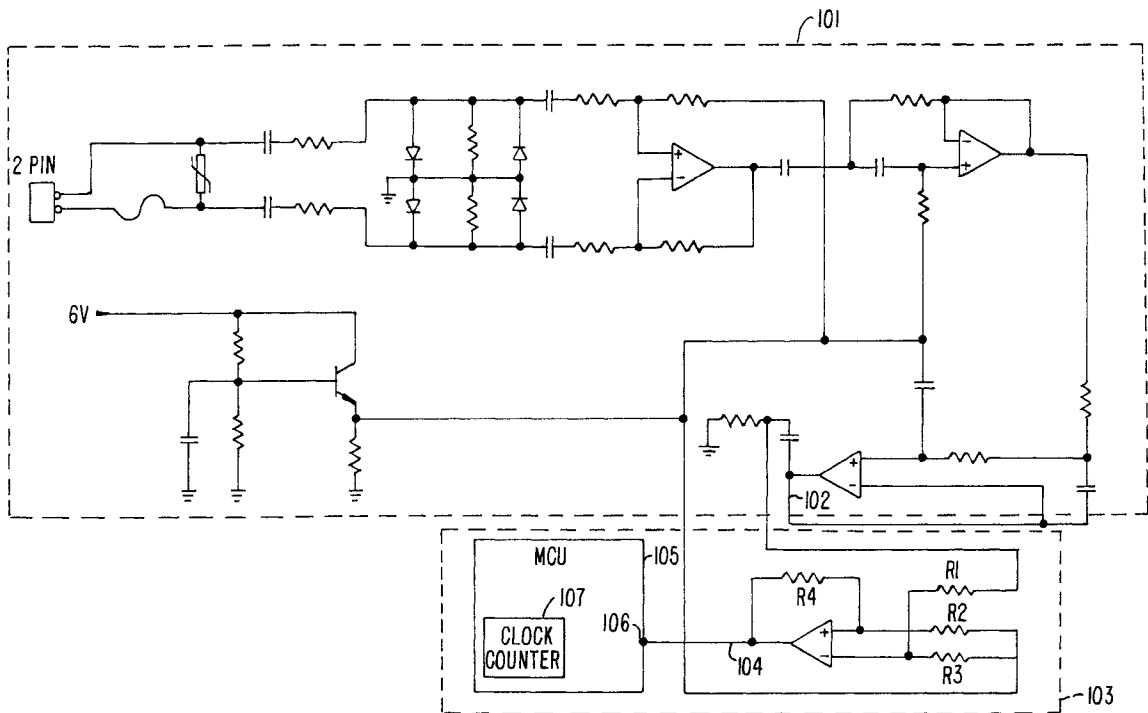 101
2 PIN
+
-
-
+
6V
+
-
102
MCU
105
107
CLOCK
COUNTER
106
104
R4
+
-
R1
R2
R3
103